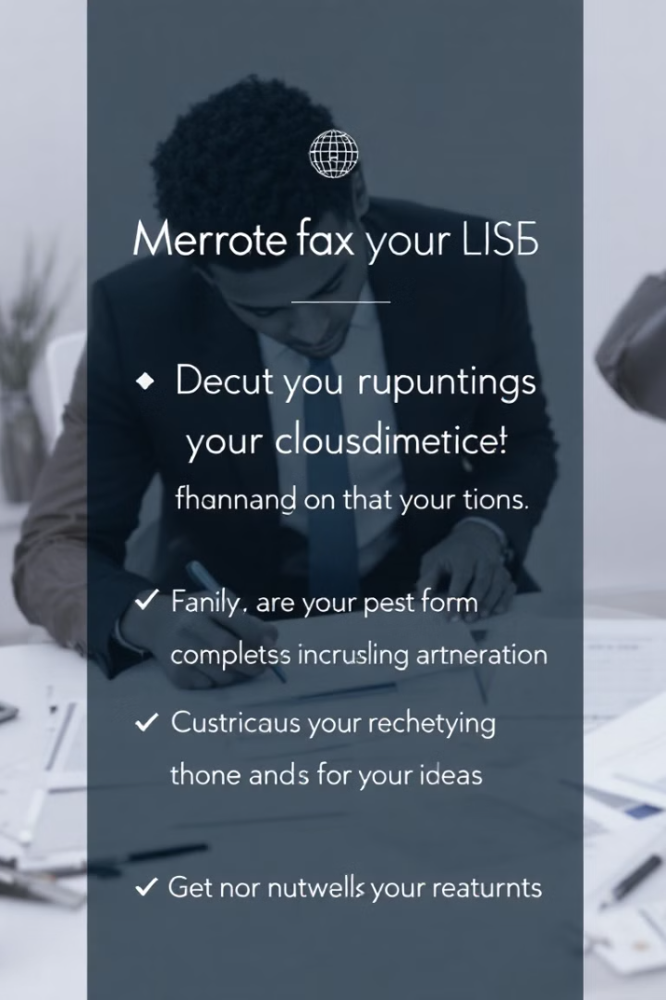 Merrote fax your LISБ
Decut you rupuntings
your clousdimetice!
fhannand on that your tions.
Fanily. are your pest form
completss incrusling artneration
Custricaus your rechetying
thone ands for your ideas
Get nor nutwells your reaturnts